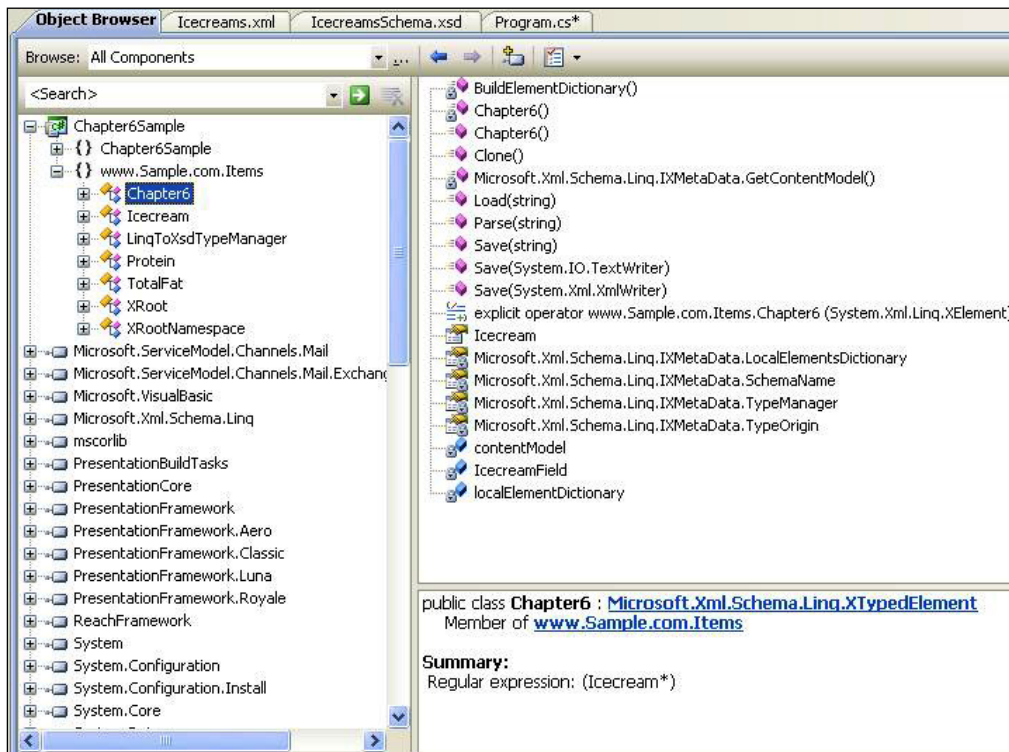 Object Browser Icecreams.xml IcecreamsSchema.xsd Program.cs*
Browse: All Components ...
<Search>
Chapter6Sample
{} Chapter6Sample
{} www.Sample.com.Items
Chapter6
Icecream
LinqToXsdTypeManager
Protein
TotalFat
XRoot
XRootNamespace
Microsoft.ServiceModel.Channels.Mail
Microsoft.ServiceModel.Channels.Mail.Exchang
Microsoft.VisualBasic
Microsoft.Xml.Schema.Linq
mscorlib
PresentationBuildTasks
PresentationCore
PresentationFramework
PresentationFramework.Aero
PresentationFramework.Classic
PresentationFramework.Luna
PresentationFramework.Royale
ReachFramework
System
System.Configuration
System.Configuration.Install
System.Core
BuildElementDictionary()
Chapter6()
Chapter6()
Clone()
Microsoft.Xml.Schema.Linq.IXMetaData.GetContentModel()
Load(string)
Parse(string)
Save(string)
Save(System.IO.TextWriter)
Save(System.Xml.XmlWriter)
explicit operator www.Sample.com.Items.Chapter6 (System.Xml.Linq.XElement)
Icecream
Microsoft.Xml.Schema.Linq.IXMetaData.LocalElementsDictionary
Microsoft.Xml.Schema.Linq.IXMetaData.SchemaName
Microsoft.Xml.Schema.Linq.IXMetaData.TypeManager
Microsoft.Xml.Schema.Linq.IXMetaData.TypeOrigin
contentModel
IcecreamField
localElementDictionary
public class Chapter6 : Microsoft.Xml.Schema.Linq.XTypedElement
Member of www.Sample.com.Items
Summary:
Regular expression: (Icecream*)